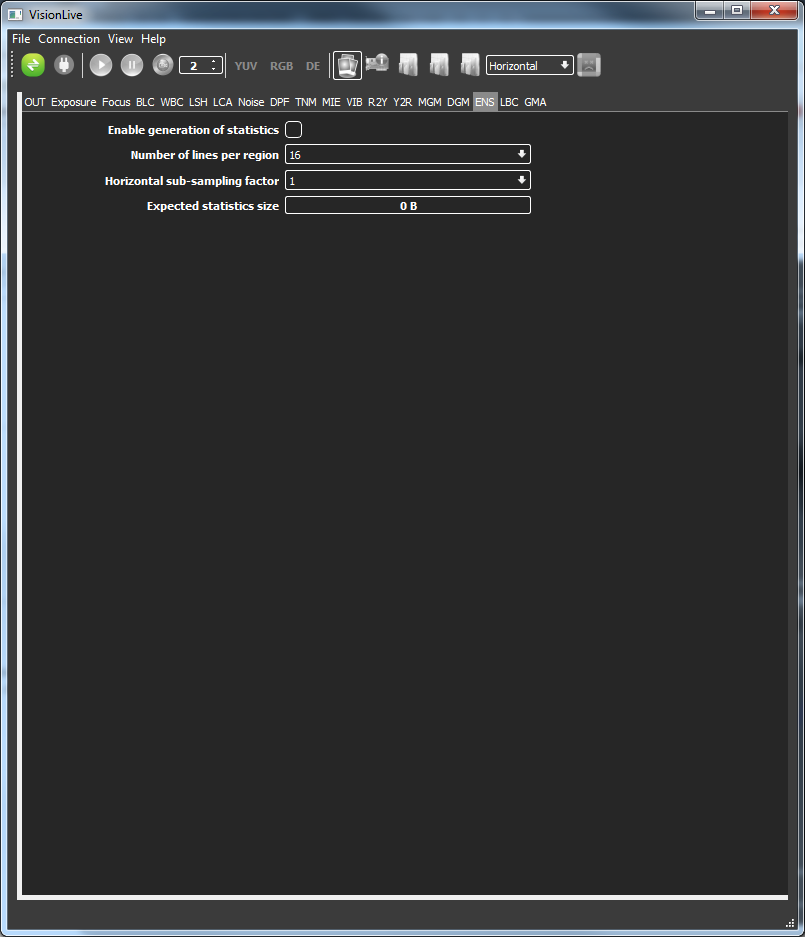 VisionLive
File Connection View Help
2 YUV RGB DE Horizontal
OUT Exposure Focus BLC WBC LSH LCA Noise DPF TNM MIE VIB R2Y Y2R MGM DGM ENS LBC GMA
Enable generation of statistics
Number of lines per region 16
Horizontal sub-sampling factor 1
Expected statistics size 0 B